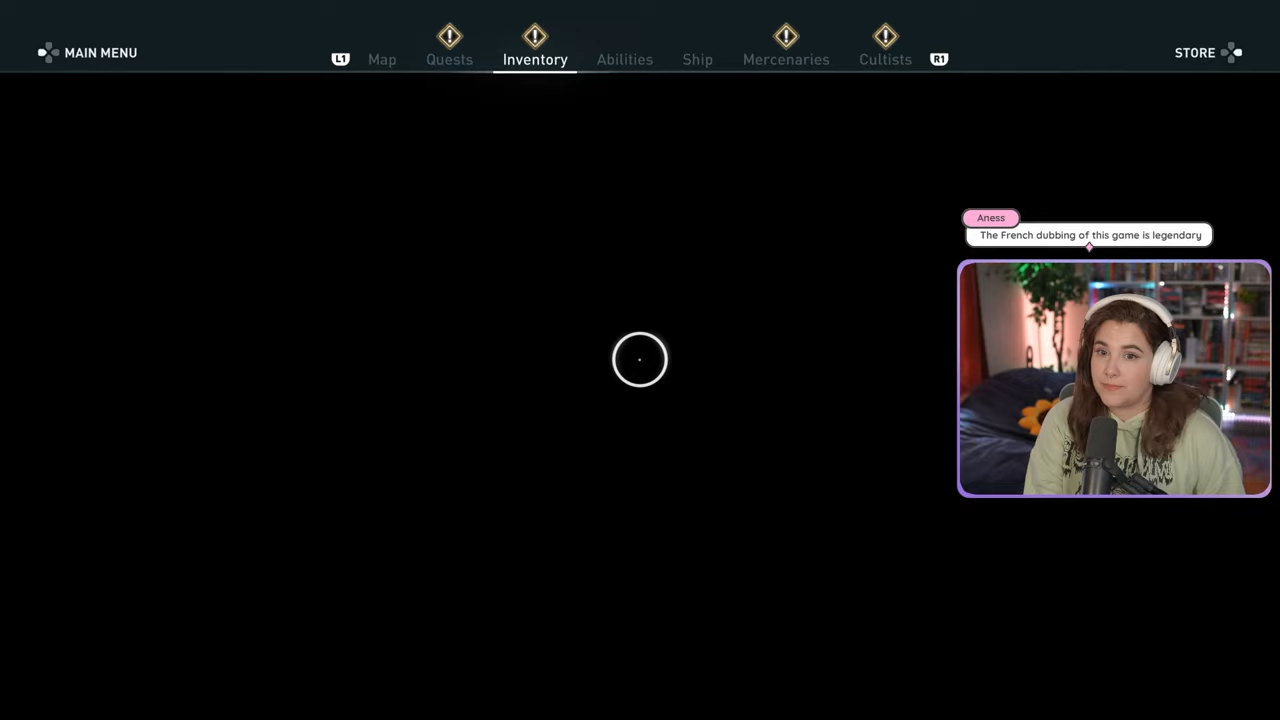 MAIN MENU
L1 Map Quests Inventory Abilities Ship Mercenaries Cultists R1
STORE
Aness
The French dubbing of this game is legendary